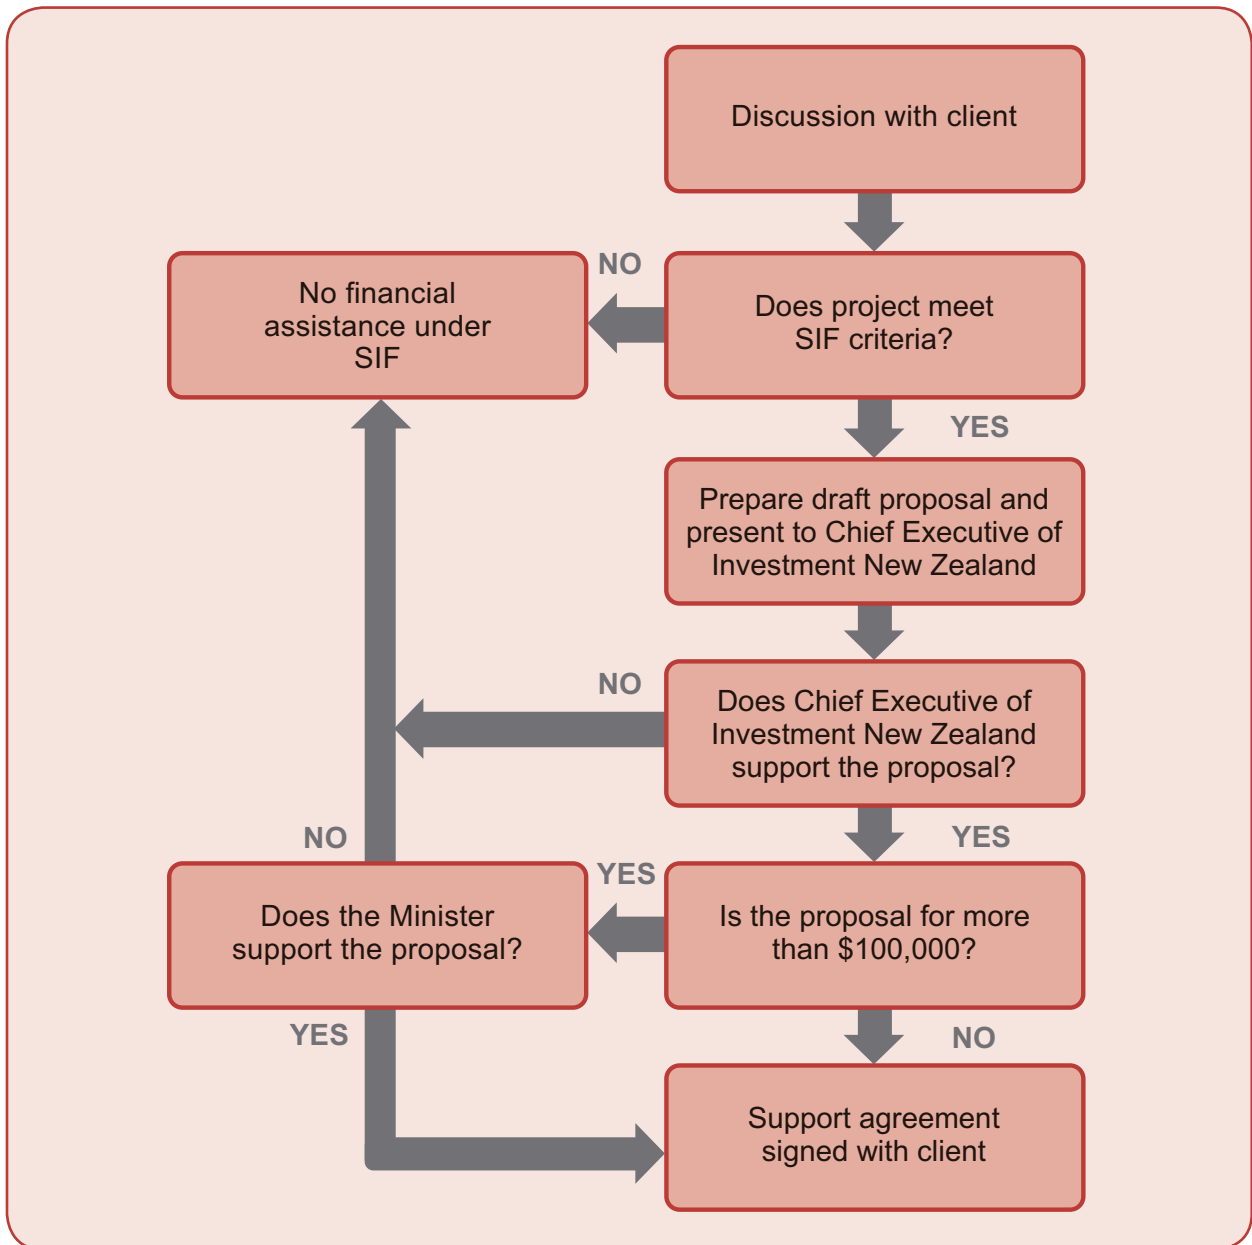 Discussion with client
NO
No financial
assistance under
SIF
Does project meet
SIF criteria?
YES
Prepare draft proposal and
present to Chief Executive of
Investment New Zealand
NO
Does Chief Executive of
Investment New Zealand
support the proposal?
YES
NO
YES
Does the Minister
support the proposal?
Is the proposal for more
than $100,000?
YES
NO
Support agreement
signed with client